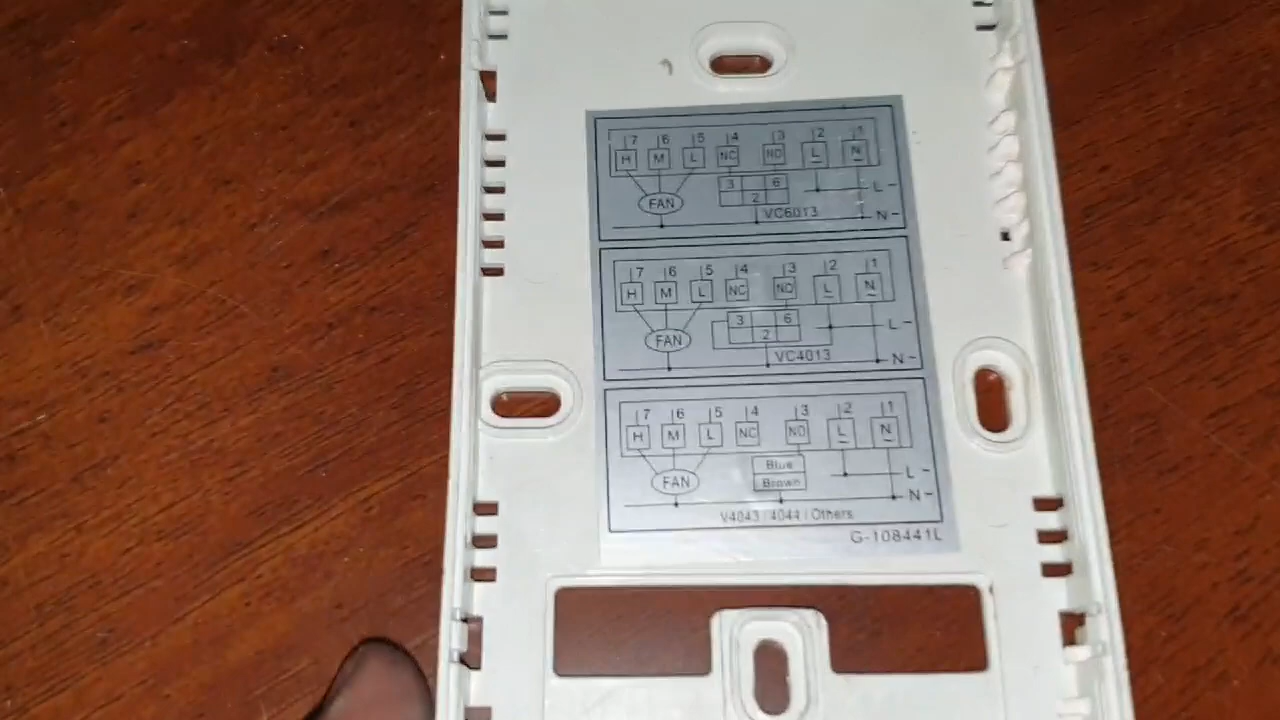 7 6 5 4 3 2 1
H M L NC NO L N
3 6
2
L ~
FAN
VC6013
N ~
7 6 5 4 3 2 1
H M L NC NO L N
3 6
2
L ~
FAN
VC4013
N ~
7 6 5 4 3 2 1
H M L NC NO L N
Blue
L ~
FAN
Brown
N ~
V4043 / 4044 / Others
G-108441L